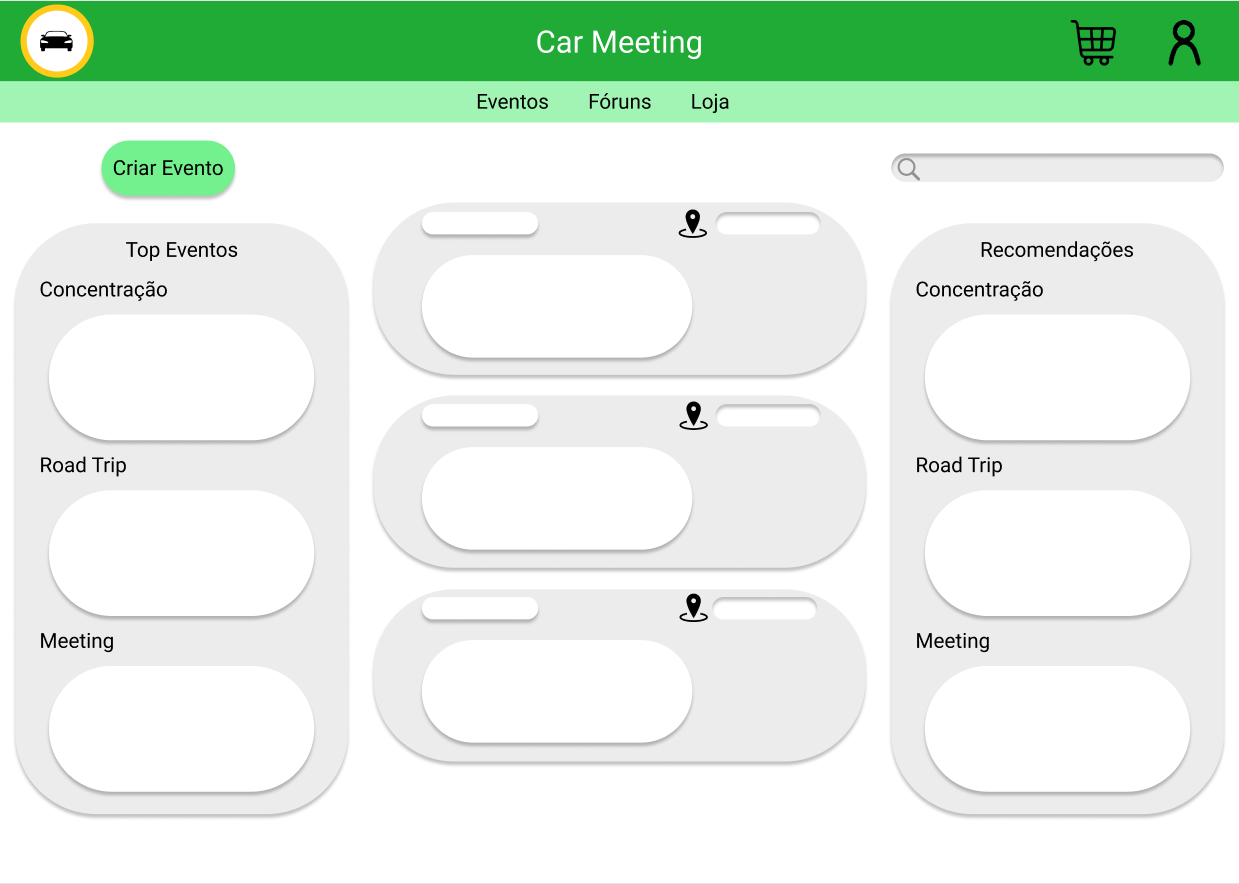 Car Meeting
Eventos Fóruns Loja
Criar Evento
Top Eventos
Concentração
Road Trip
Meeting
Recomendações
Concentração
Road Trip
Meeting